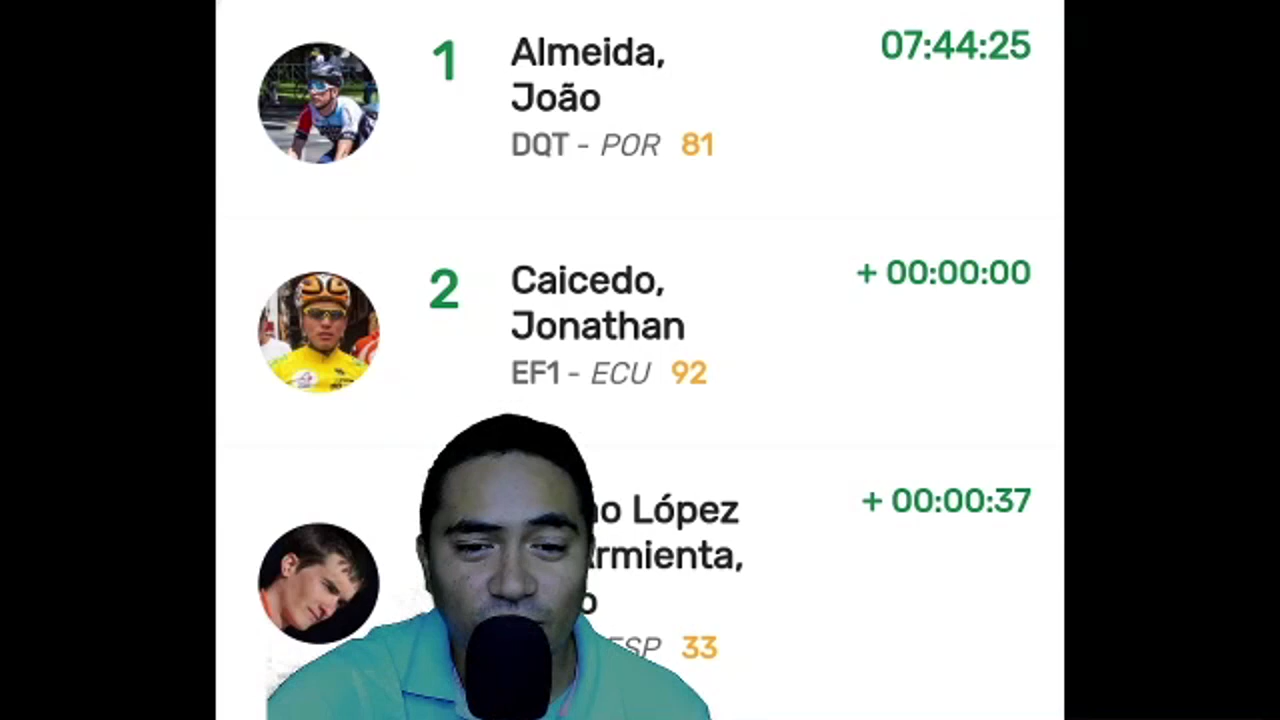 1
Almeida,
João
07:44:25
DQT - POR 81
2
Caicedo,
Jonathan
+ 00:00:00
EF1 - ECU 92
López
+ 00:00:37
ESP 33